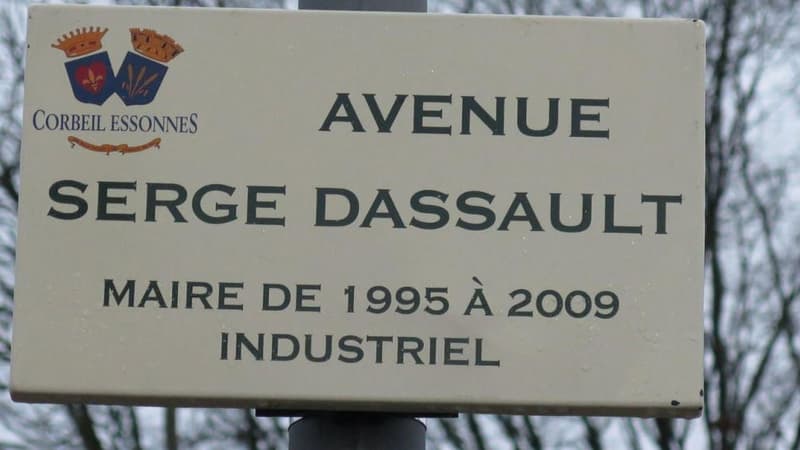 CORBEIL ESSONNES
AVENUE
SERGE DASSAULT
MAIRE DE 1995 À 2009
INDUSTRIEL